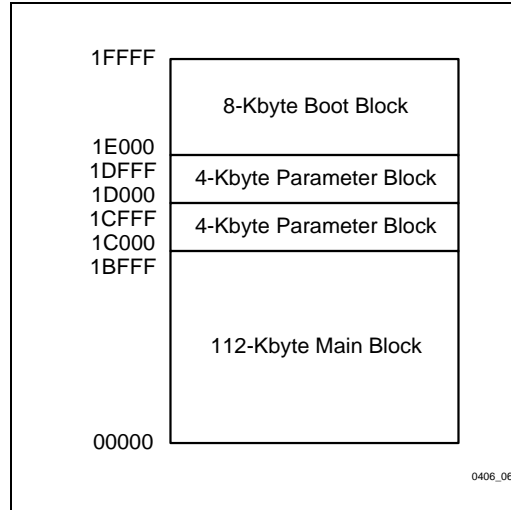 1FFFF
8-Kbyte Boot Block
1E000
1DFFF
4-Kbyte Parameter Block
1D000
1CFFF
4-Kbyte Parameter Block
1C000
1BFFF
112-Kbyte Main Block
00000
0406_06